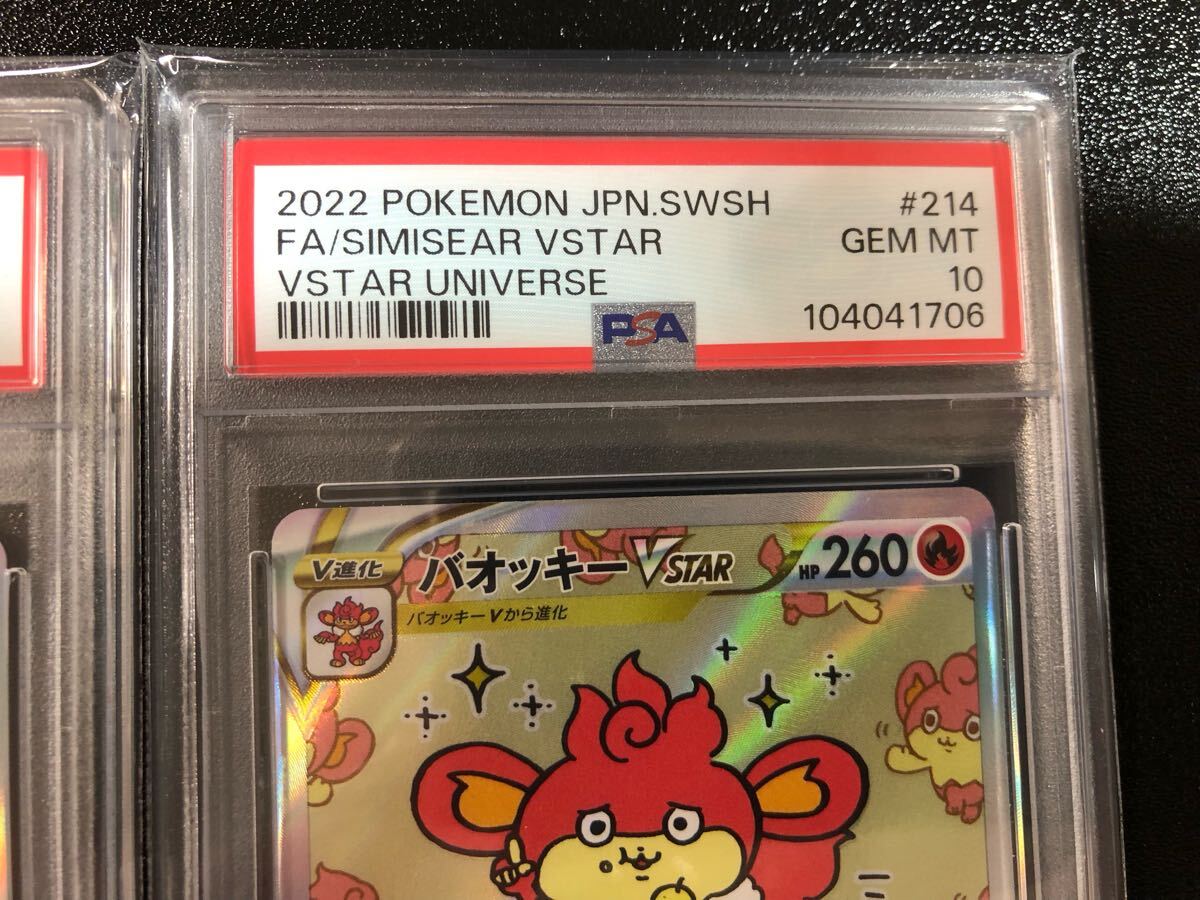 2022 POKEMON JPN.SWSH #214
FA/SIMISEAR VSTAR GEM MT
VSTAR UNIVERSE 10
PSA 104041706
V進化 バオッキーVSTAR HP 260
バオッキーVから進化